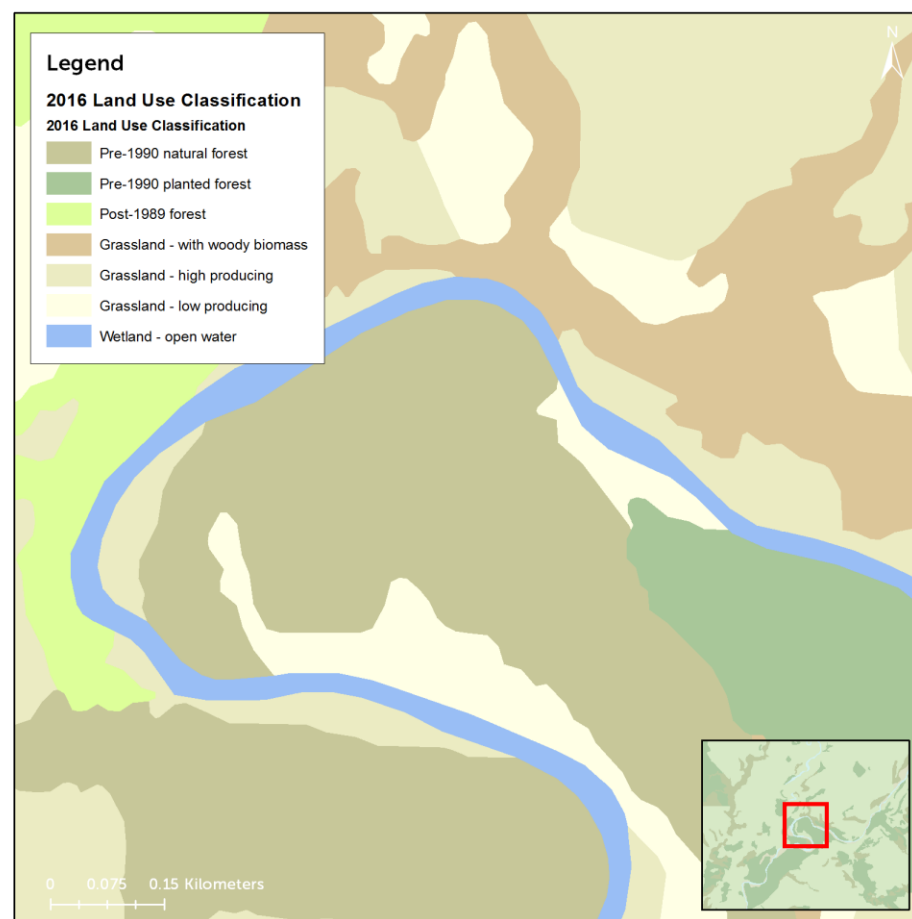 N
Legend
2016 Land Use Classification
2016 Land Use Classification
Pre-1990 natural forest
Pre-1990 planted forest
Post-1989 forest
Grassland - with woody biomass
Grassland - high producing
Grassland - low producing
Wetland - open water
0 0.075 0.15 Kilometers